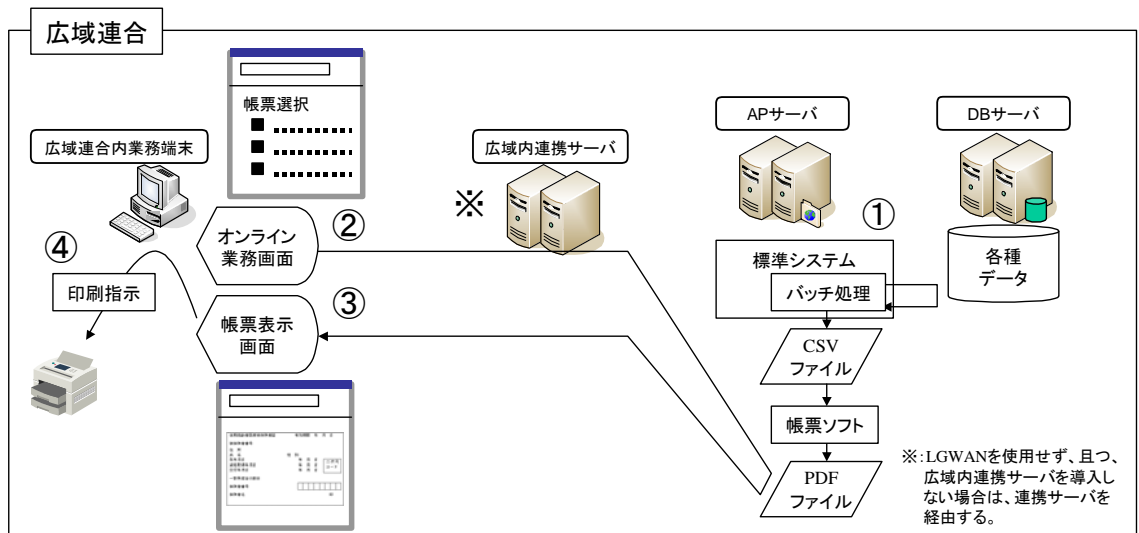 広域連合
帳票選択
広域連合内業務端末
広域内連携サーバ
APサーバ
DBサーバ
※
①
②
オンライン
業務画面
④
印刷指示
③
帳票表示
画面
標準システム
バッチ処理
各種
データ
CSV
ファイル
帳票ソフト
PDF
ファイル
※:LGWANを使用せず、且つ、
広域内連携サーバを導入し
ない場合は、連携サーバを
経由する。